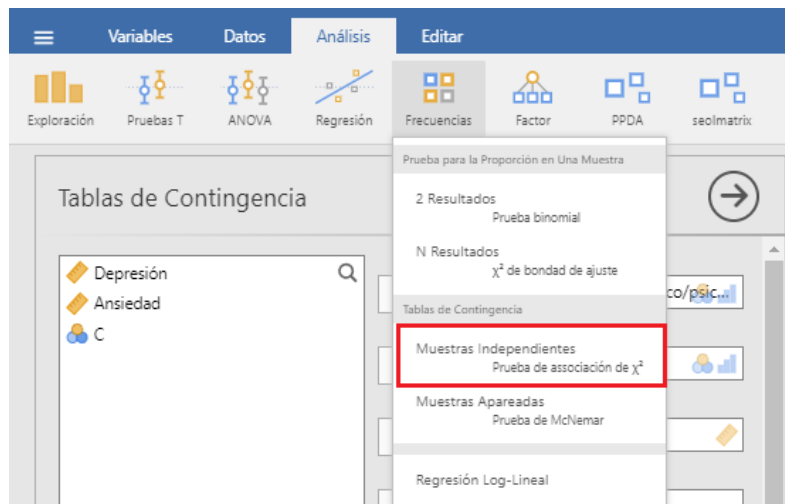 Variables Datos Análisis Editar
Exploración Pruebas T ANOVA Regresión Frecuencias Factor PPDA seolmatrix
Tablas de Contingencia
Depresión
Ansiedad
C
Prueba para la Proporción en Una Muestra
2 Resultados
Prueba binomial
N Resultados
χ² de bondad de ajuste
Tablas de Contingencia
Muestras Independientes
Prueba de associación de χ²
Muestras Apareadas
Prueba de McNemar
Regresión Log-Lineal
co/psic...